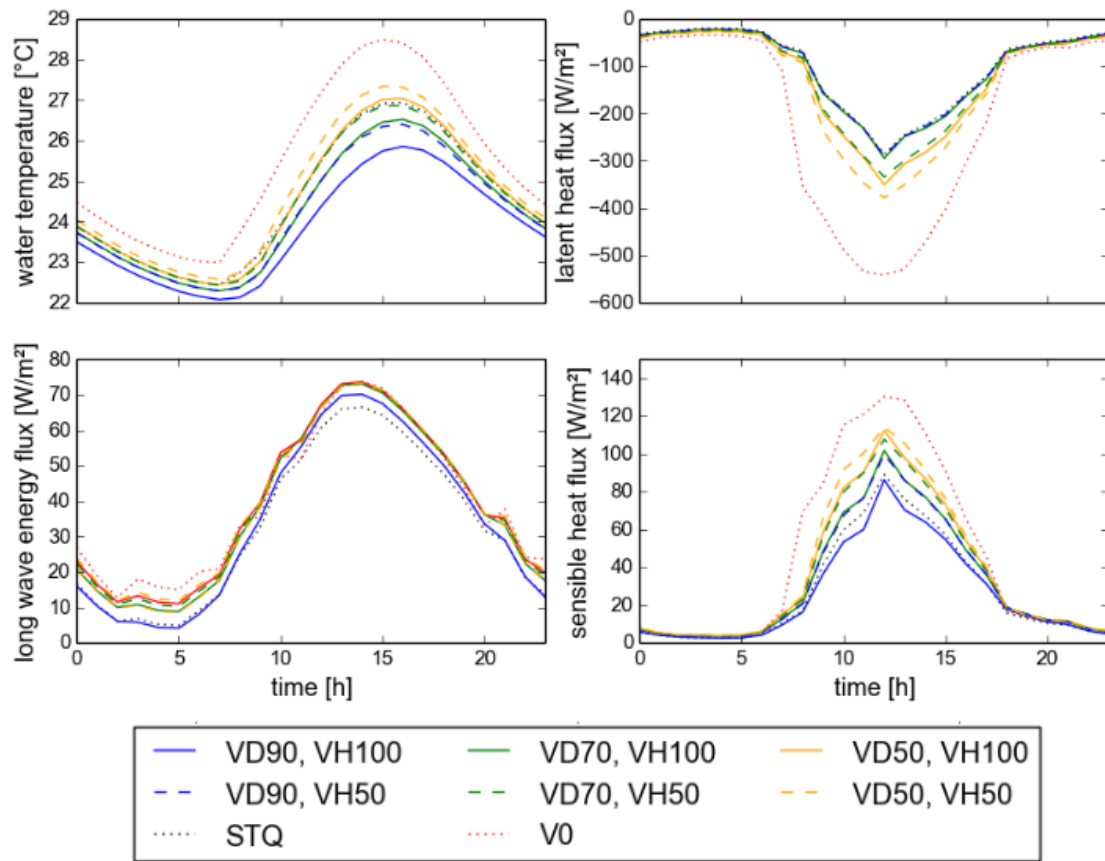 29
28
27
26
25
24
23
22
water temperature [°C]
0
−100
−200
−300
−400
−500
−600
latent heat flux [W/m²]
80
70
60
50
40
30
20
10
0
long wave energy flux [W/m²]
0 5 10 15 20
time [h]
140
120
100
80
60
40
20
0
sensible heat flux [W/m²]
0 5 10 15 20
time [h]
VD90, VH100 VD70, VH100 VD50, VH100
VD90, VH50 VD70, VH50 VD50, VH50
STQ V0